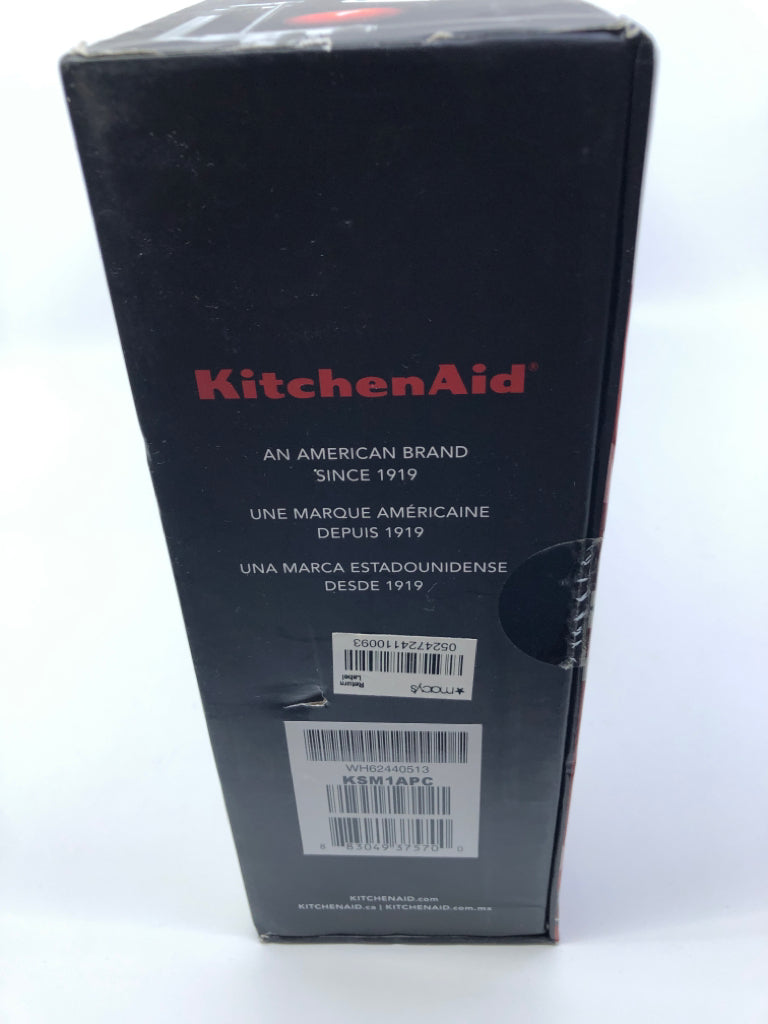 KitchenAid®
AN AMERICAN BRAND
SINCE 1919
UNE MARQUE AMÉRICAINE
DEPUIS 1919
UNA MARCA ESTADOUNIDENSE
DESDE 1919
★macy's
Return
Label
0524724110093
WH62440513
KSM1APC
8 83049 37570 0
KITCHENAID.com
KITCHENAID.ca | KITCHENAID.com.mx